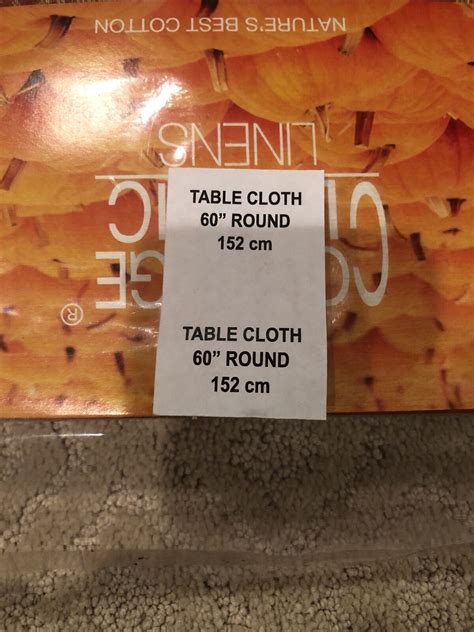 NATURE'S BEST COTTON
LINENS
TABLE CLOTH
60" ROUND
152 cm
TABLE CLOTH
60" ROUND
152 cm
®